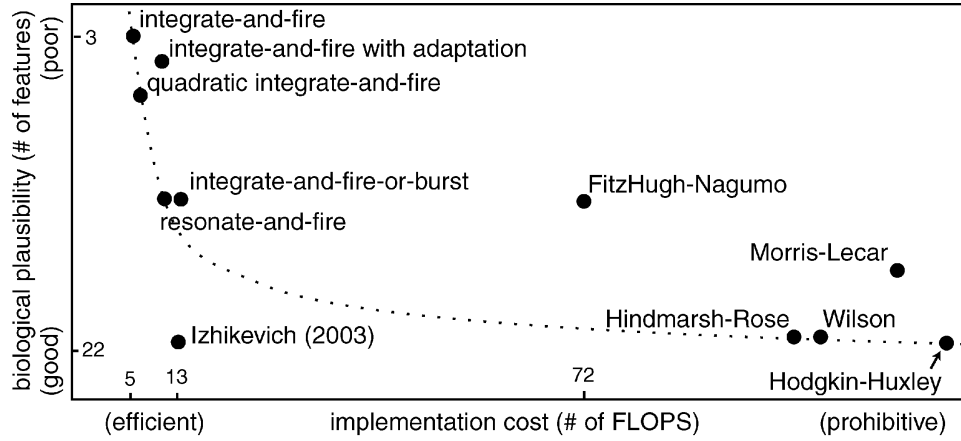 integrate-and-fire
3
integrate-and-fire with adaptation
quadratic integrate-and-fire
integrate-and-fire-or-burst
FitzHugh-Nagumo
resonate-and-fire
Morris-Lecar
Hindmarsh-Rose
Wilson
Izhikevich (2003)
22
Hodgkin-Huxley
5
13
72
(efficient)
implementation cost (# of FLOPS)
(prohibitive)
biological plausibility (# of features)
(good)
(poor)